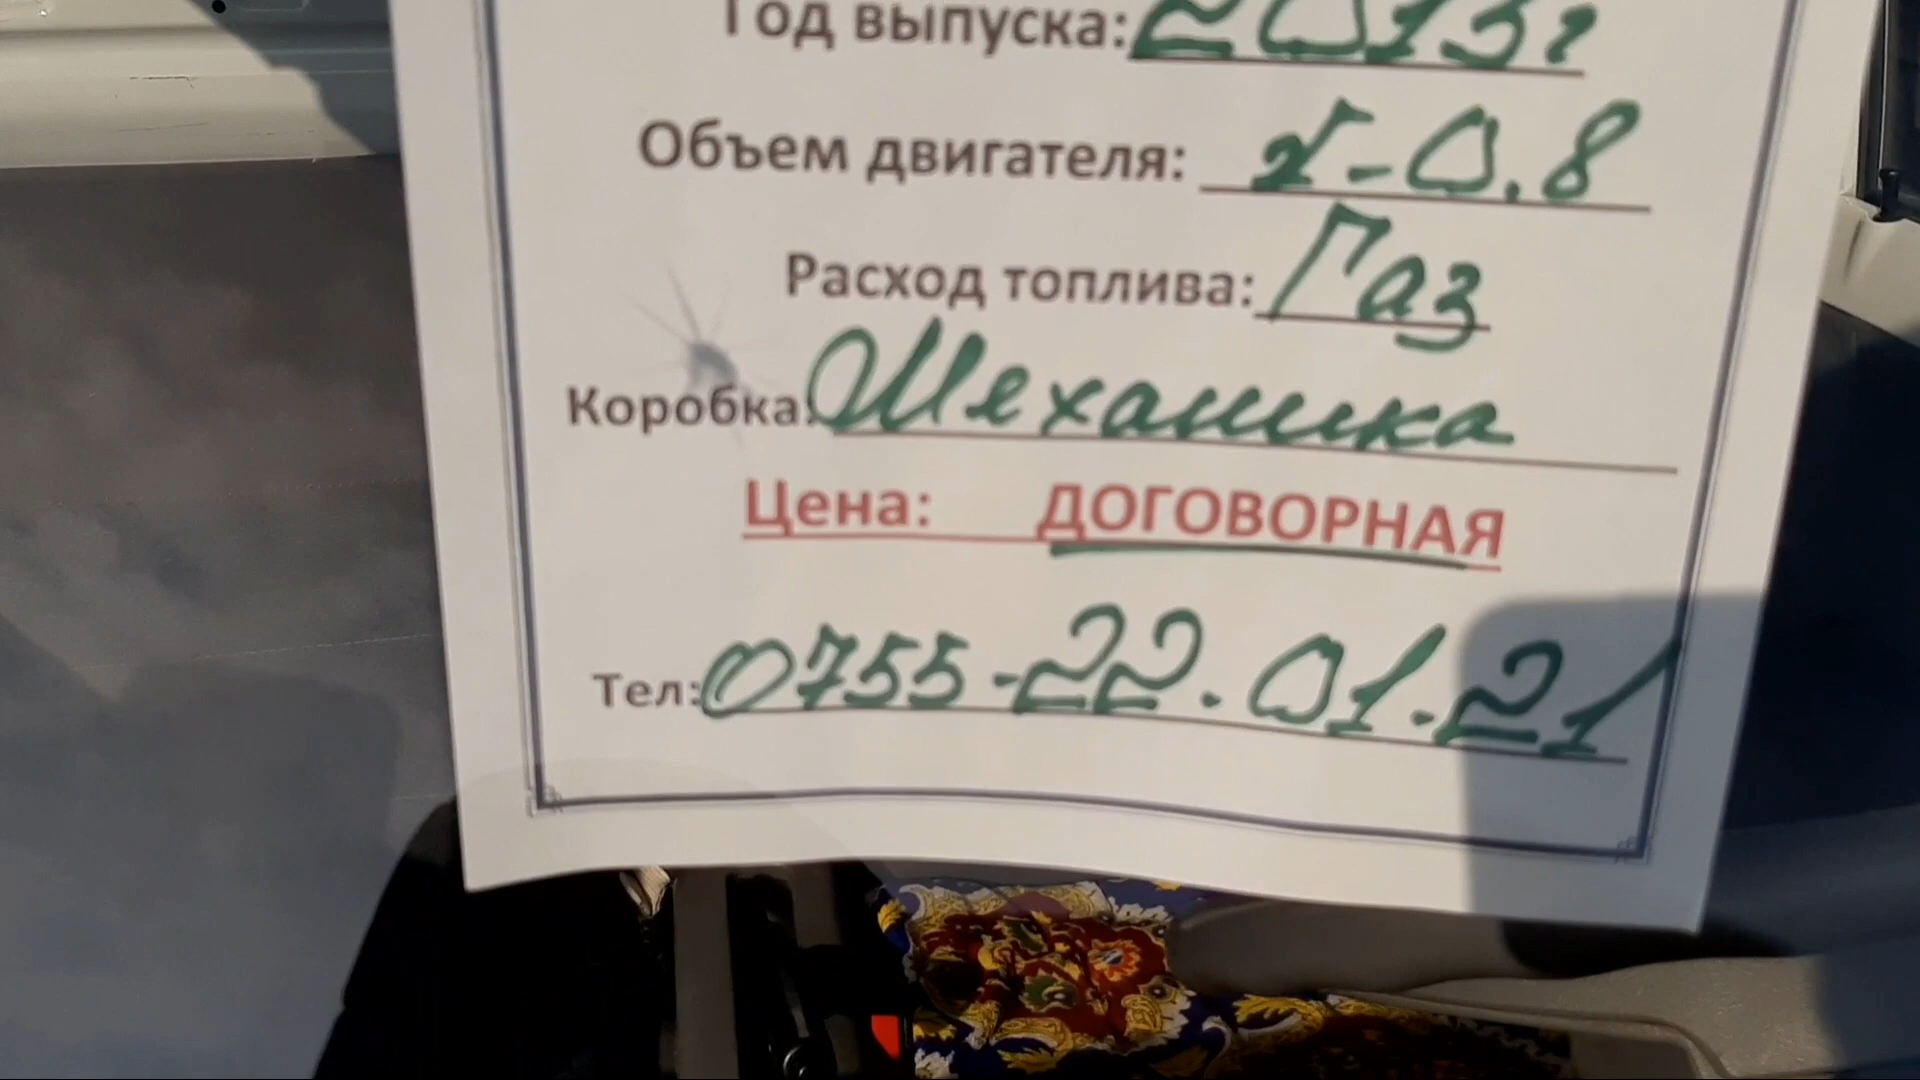 Год выпуска: 2013г
Объем двигателя: - 0.8
Расход топлива: Газ
Коробка: Механика
Цена: ДОГОВОРНАЯ
Тел: 0755-22.01.21